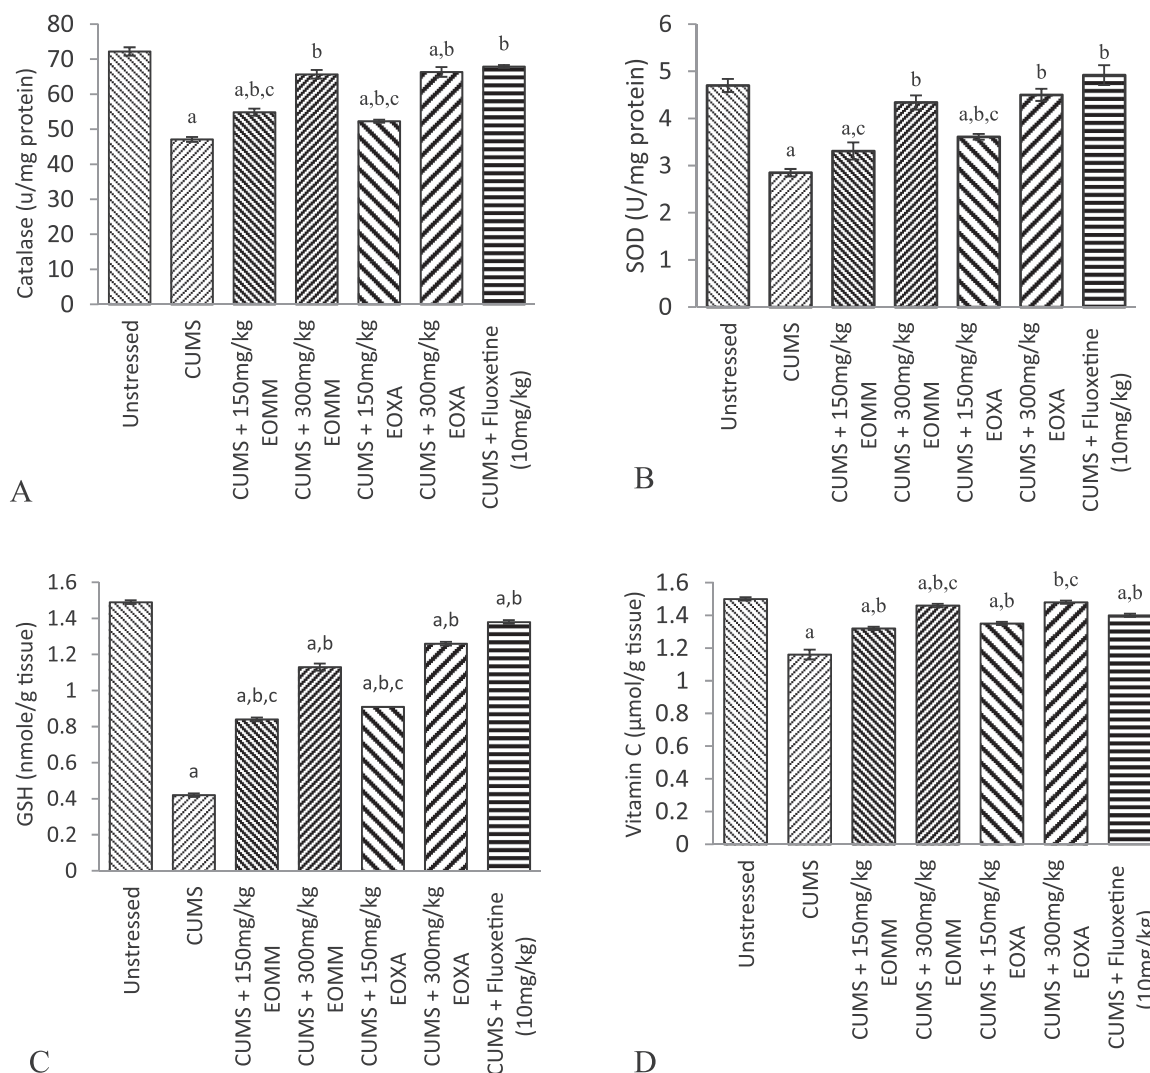 80
70
60
50
40
30
20
10
0
Catalase (u/mg protein)
a
a,b,c
b
a,b,c
a,b
b
Unstressed
CUMS
CUMS + 150mg/kg
EOMM
CUMS + 300mg/kg
EOMM
CUMS + 150mg/kg
EOXA
CUMS + 300mg/kg
EOXA
CUMS + Fluoxetine
(10mg/kg)
A
6
5
4
3
2
1
0
SOD (U/mg protein)
a
a,c
b
a,b,c
b
b
Unstressed
CUMS
CUMS + 150mg/kg
EOMM
CUMS + 300mg/kg
EOMM
CUMS + 150mg/kg
EOXA
CUMS + 300mg/kg
EOXA
CUMS + Fluoxetine
(10mg/kg)
B
1.6
1.4
1.2
1
0.8
0.6
0.4
0.2
0
GSH (nmole/g tissue)
a
a,b,c
a,b
a,b,c
a,b
a,b
Unstressed
CUMS
CUMS + 150mg/kg
EOMM
CUMS + 300mg/kg
EOMM
CUMS + 150mg/kg
EOXA
CUMS + 300mg/kg
EOXA
CUMS + Fluoxetine
(10mg/kg)
C
1.6
1.4
1.2
1
0.8
0.6
0.4
0.2
0
Vitamin C (μmol/g tissue)
a
a,b
a,b,c
a,b
b,c
a,b
Unstressed
CUMS
CUMS + 150mg/kg
EOMM
CUMS + 300mg/kg
EOMM
CUMS + 150mg/kg
EOXA
CUMS + 300mg/kg
EOXA
CUMS + Fluoxetine
(10mg/kg)
D